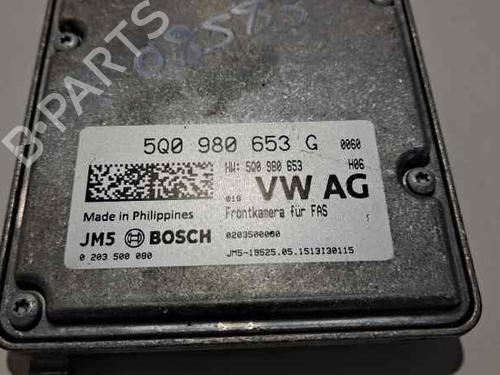 B-PARTS
5Q0 980 653 G 0060
HW: 5Q0 980 653 H06
010 VW AG
Made in Philippines
Frontkamera für FAS
JM5 BOSCH
0203500080
0 203 500 080
JM5-19525.05.1513I30115